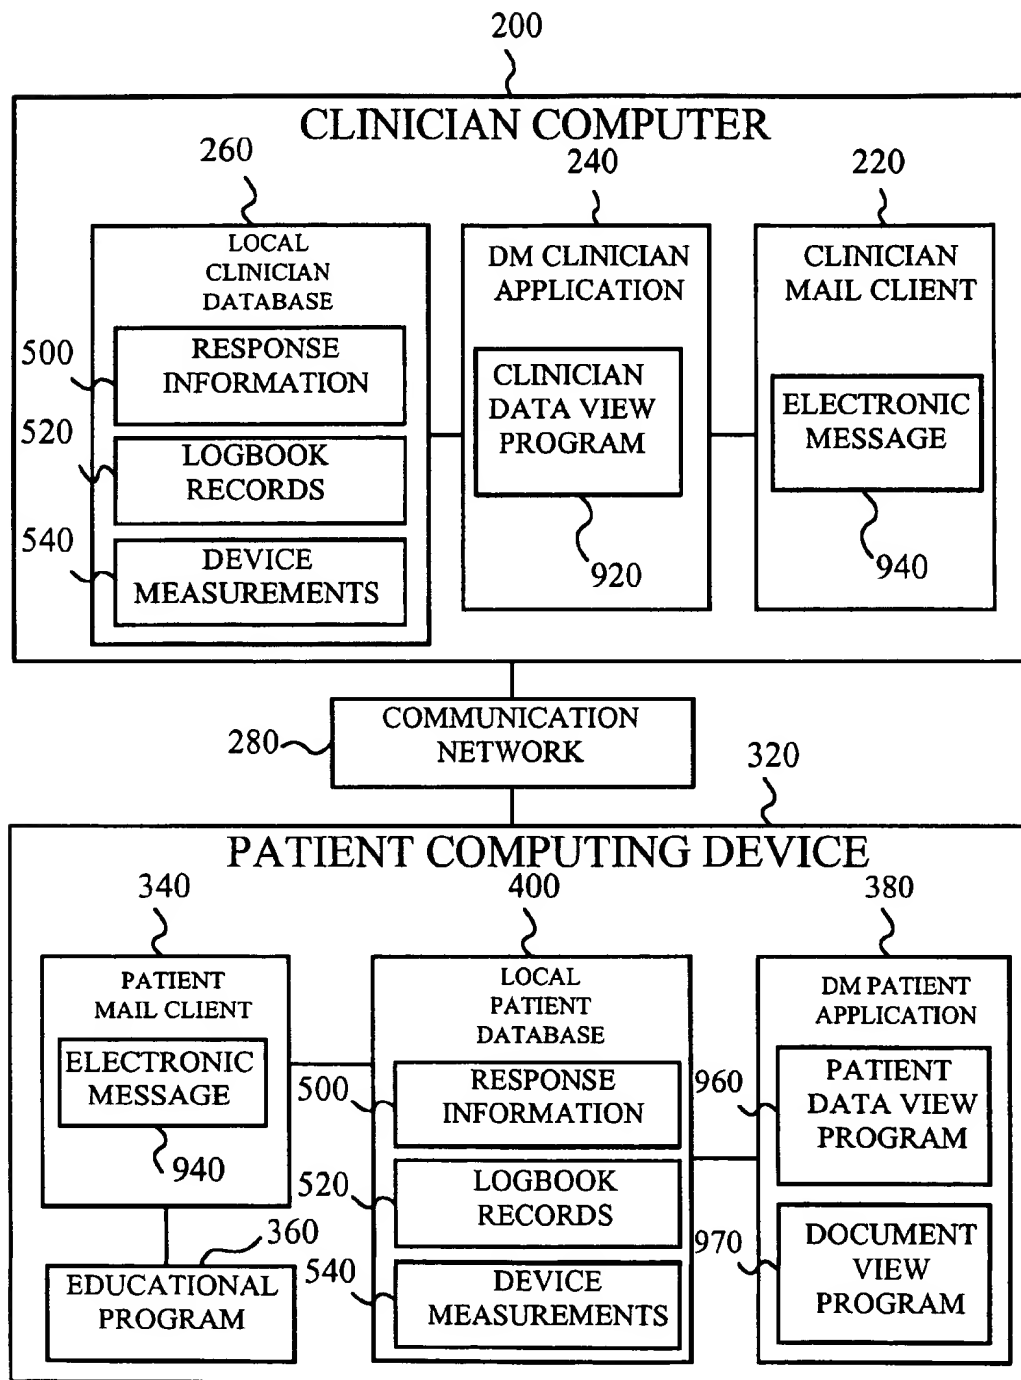 200
CLINICIAN COMPUTER
260
240
220
LOCAL
CLINICIAN
DATABASE
500
RESPONSE
INFORMATION
520
LOGBOOK
RECORDS
540
DEVICE
MEASUREMENTS
DM CLINICIAN
APPLICATION
CLINICIAN
DATA VIEW
PROGRAM
920
CLINICIAN
MAIL CLIENT
ELECTRONIC
MESSAGE
940
280
COMMUNICATION
NETWORK
320
PATIENT COMPUTING DEVICE
340
400
380
PATIENT
MAIL CLIENT
ELECTRONIC
MESSAGE
940
360
EDUCATIONAL
PROGRAM
LOCAL
PATIENT
DATABASE
500
RESPONSE
INFORMATION
520
LOGBOOK
RECORDS
540
DEVICE
MEASUREMENTS
DM PATIENT
APPLICATION
960
PATIENT
DATA VIEW
PROGRAM
970
DOCUMENT
VIEW
PROGRAM